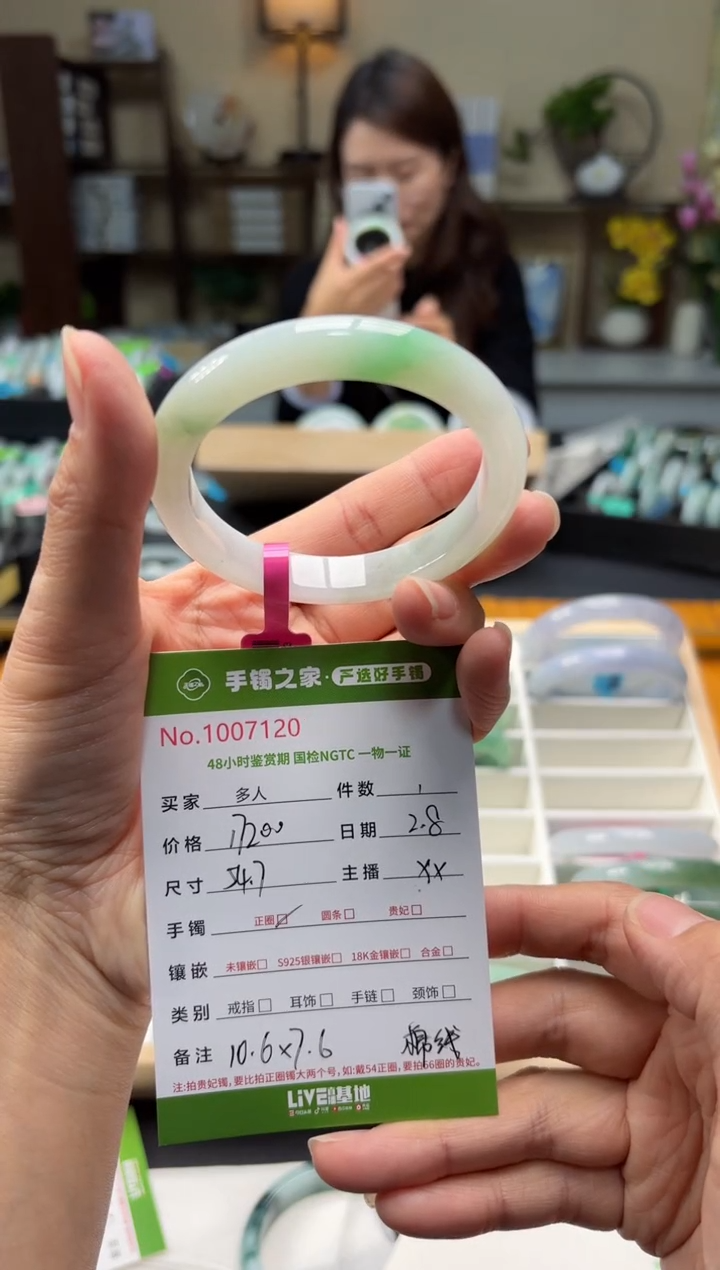 手镯之家·严选好手镯
No.1007120
48小时鉴赏期 国检NGTC 一物一证
买家 多人 件数 1
价格 17200 日期 2.8
尺寸 54.7 主播 XX
手镯 正圈☑ 圆条□ 贵妃□
镶嵌 未镶嵌□ S925银镶嵌□ 18K金镶嵌□ 合金□
类别 戒指□ 耳饰□ 手链□ 颈饰□
备注 10.6×7.6 棉线
注:拍贵妃镯,要比拍正圈镯大两个号,如:戴54正圈,要拍56圈的贵妃。
LiVE 基地